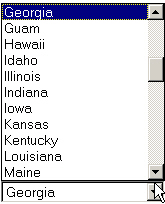 Georgia
Guam
Hawaii
Idaho
Illinois
Indiana
Iowa
Kansas
Kentucky
Louisiana
Maine
Georgia